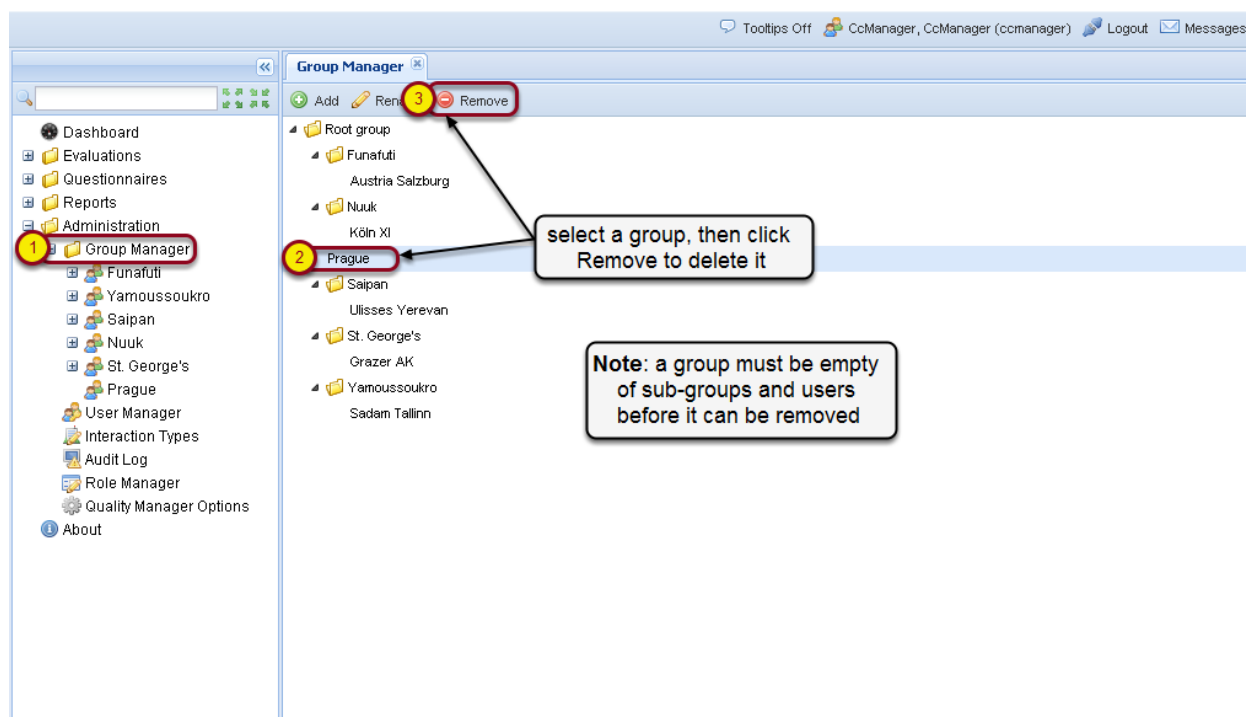 Tooltips Off CcManager, CcManager (ccmanager) Logout Messages
Group Manager
Add Rena 3 Remove
Dashboard
Evaluations
Questionnaires
Reports
Administration
1 Group Manager
Funafuti
Yamoussoukro
Saipan
Nuuk
St. George's
Prague
User Manager
Interaction Types
Audit Log
Role Manager
Quality Manager Options
About
Root group
Funafuti
Austria Salzburg
Nuuk
Köln XI
2 Prague
Saipan
Ulisses Yerevan
St. George's
Grazer AK
Yamoussoukro
Sadam Tallinn
select a group, then click
Remove to delete it
Note: a group must be empty
of sub-groups and users
before it can be removed